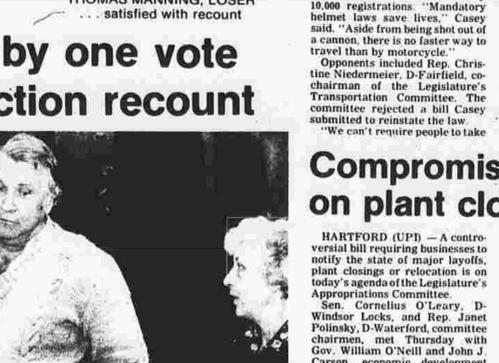 THOMAS MANNING, LOSER
. . . satisfied with recount
by one vote
ction recount
10,000 registrations. "Mandatory
helmet laws save lives," Casey
said. "Aside from being shot out of
a cannon, there is no faster way to
travel than by motorcycle."
Opponents included Rep. Chris-
tine Niedermeier, D-Fairfield, co-
chairman of the Legislature's
Transportation Committee. The
committee rejected a bill Casey
submitted to reinstate the law.
"We can't require people to take
Compromis
on plant clo
HARTFORD (UPI) — A contro-
versial bill requiring businesses to
notify the state of major layoffs,
plant closings or relocation is on
today's agenda of the Legislature's
Appropriations Committee.
Sen. Cornelius O'Leary, D-
Windsor Locks, and Rep. Janet
Polinsky, D-Waterford, committee
chairmen, met Thursday with
Gov. William O'Neill and John J.
Carson, economic development